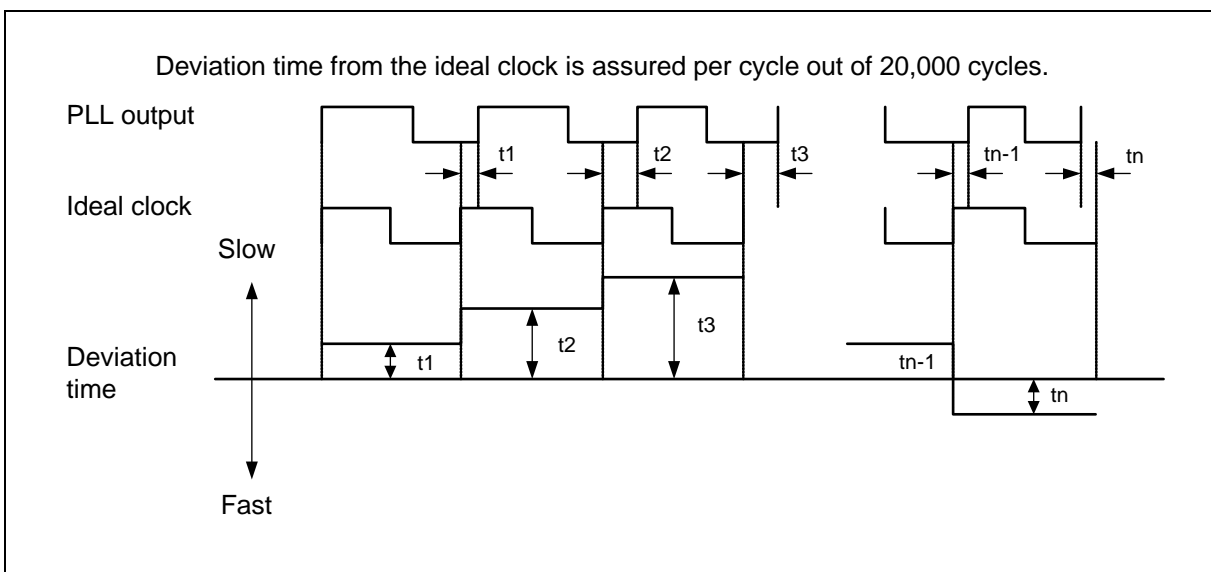 Deviation time from the ideal clock is assured per cycle out of 20,000 cycles.
PLL output
t1
t2
t3
tn-1
tn
Ideal clock
Slow
t1
t2
t3
Deviation
time
tn-1
tn
Fast